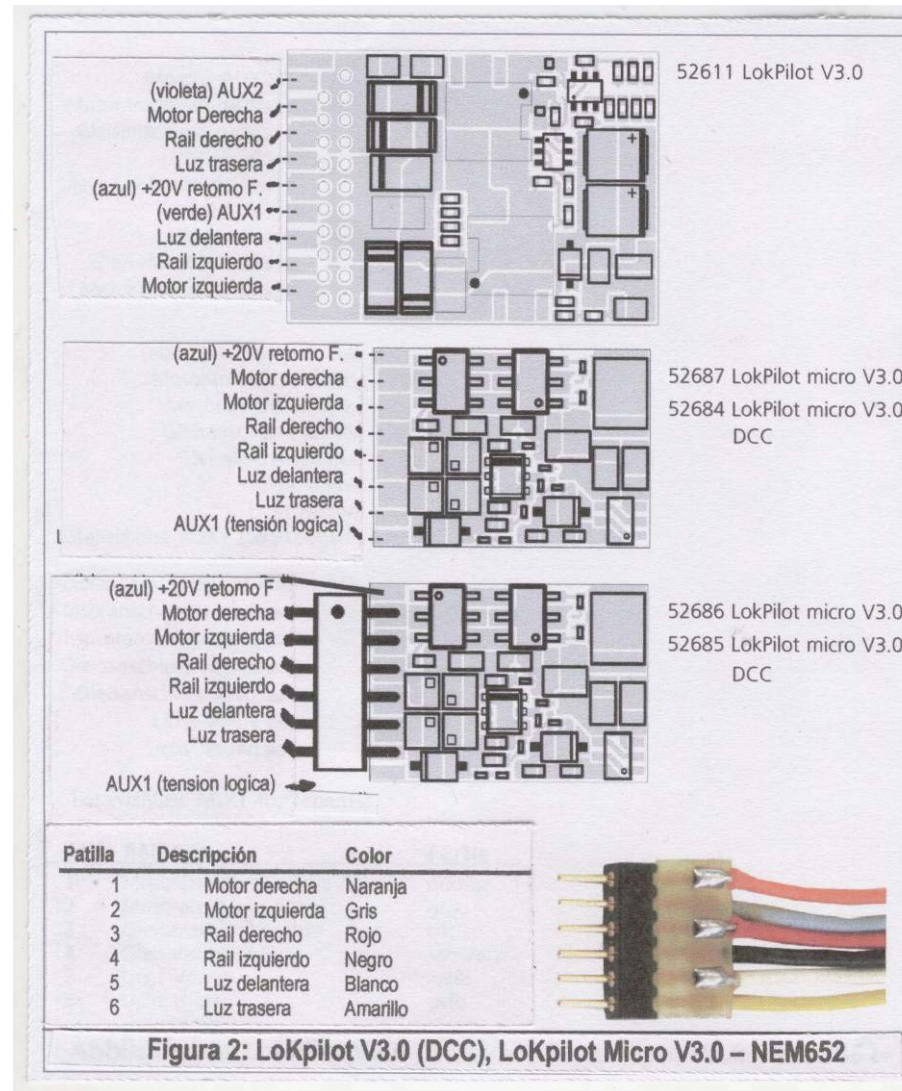 (violeta) AUX2
Motor Derecha
Rail derecho
Luz trasera
(azul) +20V retorno F.
(verde) AUX1
Luz delantera
Rail izquierdo
Motor izquierda
52611 LokPilot V3.0
(azul) +20V retorno F.
Motor derecha
Motor izquierda
Rail derecho
Rail izquierdo
Luz delantera
Luz trasera
AUX1 (tensión logica)
52687 LokPilot micro V3.0
52684 LokPilot micro V3.0
DCC
(azul) +20V retorno F
Motor derecha
Motor izquierda
Rail derecho
Rail izquierdo
Luz delantera
Luz trasera
AUX1 (tension logica)
52686 LokPilot micro V3.0
52685 LokPilot micro V3.0
DCC
Patilla Descripción Color
1 Motor derecha Naranja
2 Motor izquierda Gris
3 Rail derecho Rojo
4 Rail izquierdo Negro
5 Luz delantera Blanco
6 Luz trasera Amarillo
Figura 2: LoKpilot V3.0 (DCC), LoKpilot Micro V3.0 – NEM652